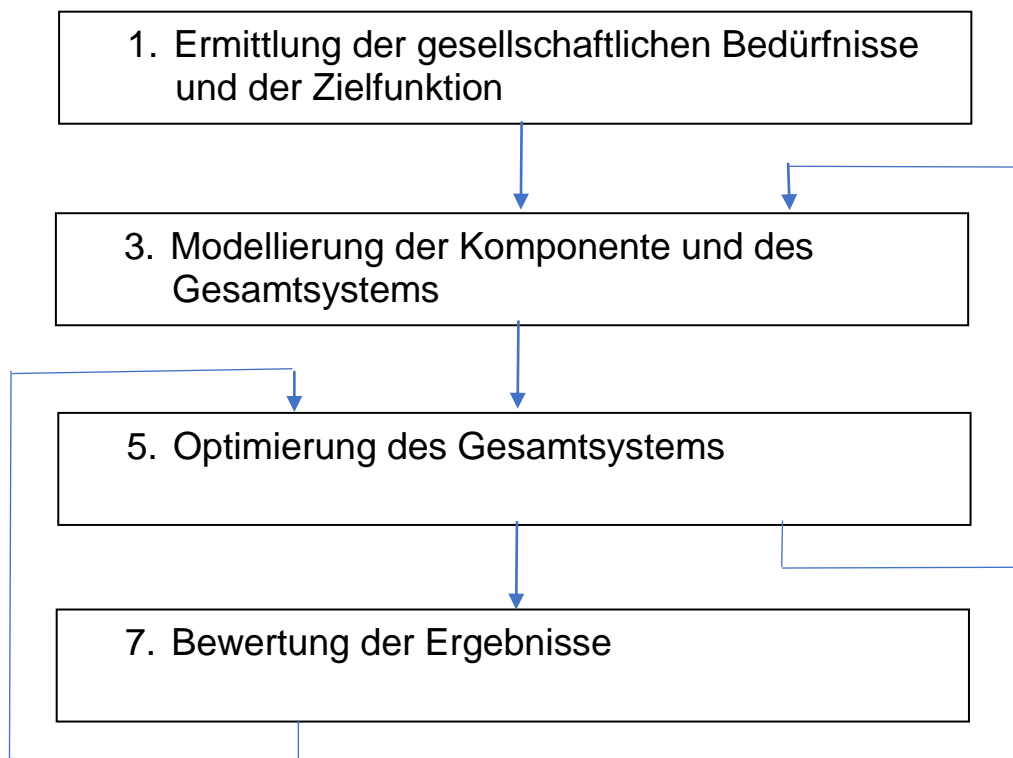 1. Ermittlung der gesellschaftlichen Bedürfnisse
und der Zielfunktion
3. Modellierung der Komponente und des
Gesamtsystems
5. Optimierung des Gesamtsystems
7. Bewertung der Ergebnisse